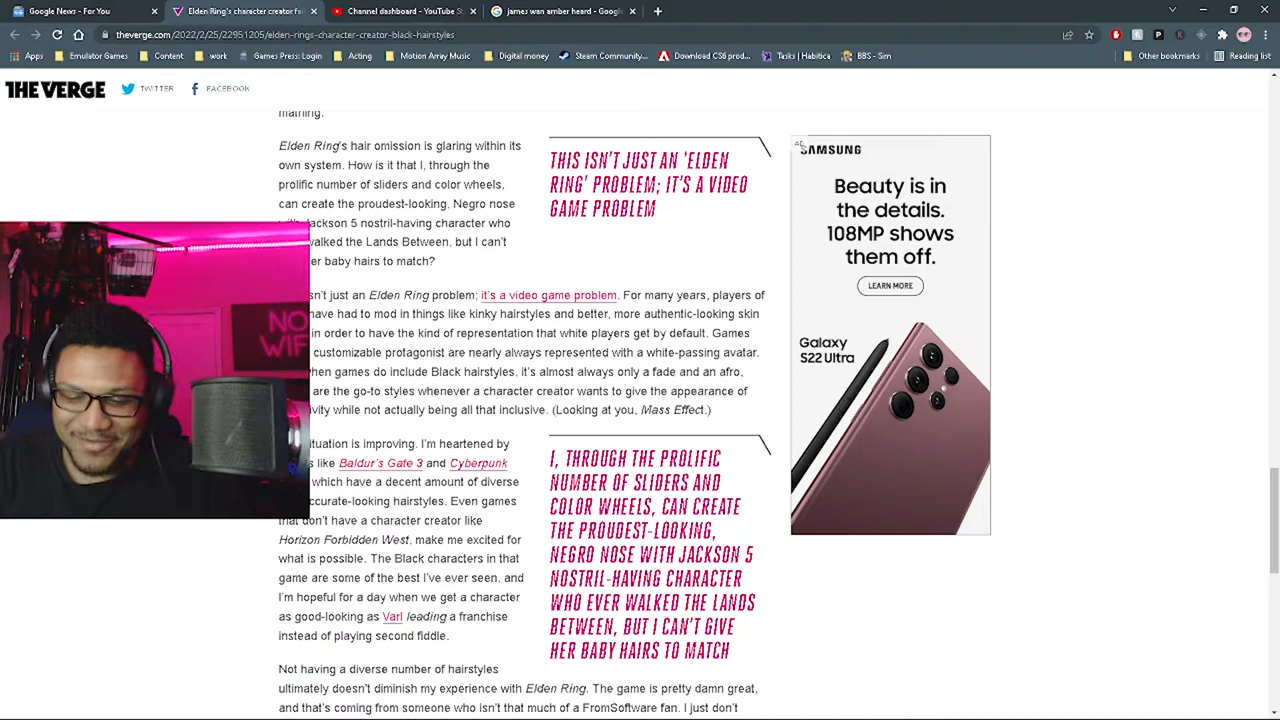 Google News - For You
Elden Ring's character creator fai
Channel dashboard - YouTube S
james wan amber heard - Googl
theverge.com/2022/2/25/22951205/elden-rings-character-creator-black-hairstyles
Apps
Emulator Games
Content
work
Games Press: Login
Acting
Motion Array Music
Digital money
Steam Community...
Download CS6 prod...
Tasks | Habitica
BBS - Sim
Other bookmarks
Reading list
THE VERGE
TWITTER
FACEBOOK
Elden Ring's hair omission is glaring within its
own system. How is it that I, through the
prolific number of sliders and color wheels,
can create the proudest-looking, Negro nose
Jackson 5 nostril-having character who
walked the Lands Between, but I can't
er baby hairs to match?
THIS ISN'T JUST AN 'ELDEN
RING' PROBLEM; IT'S A VIDEO
GAME PROBLEM
n't just an Elden Ring problem; it's a video game problem. For many years, players of
have had to mod in things like kinky hairstyles and better, more authentic-looking skin
in order to have the kind of representation that white players get by default. Games
customizable protagonist are nearly always represented with a white-passing avatar.
hen games do include Black hairstyles, it's almost always only a fade and an afro,
are the go-to styles whenever a character creator wants to give the appearance of
ivity while not actually being all that inclusive. (Looking at you, Mass Effect.)
ituation is improving. I'm heartened by
s like Baldur's Gate 3 and Cyberpunk
which have a decent amount of diverse
ccurate-looking hairstyles. Even games
that don't have a character creator like
Horizon Forbidden West, make me excited for
what is possible. The Black characters in that
game are some of the best I've ever seen, and
I'm hopeful for a day when we get a character
as good-looking as Varl leading a franchise
instead of playing second fiddle.
I, THROUGH THE PROLIFIC
NUMBER OF SLIDERS AND
COLOR WHEELS, CAN CREATE
THE PROUDEST-LOOKING,
NEGRO NOSE WITH JACKSON 5
NOSTRIL-HAVING CHARACTER
WHO EVER WALKED THE LANDS
BETWEEN, BUT I CAN'T GIVE
HER BABY HAIRS TO MATCH
Not having a diverse number of hairstyles
ultimately doesn't diminish my experience with Elden Ring. The game is pretty damn great,
and that's coming from someone who isn't that much of a FromSoftware fan. I just don't
AD
SAMSUNG
Beauty is in
the details.
108MP shows
them off.
LEARN MORE
Galaxy
S22 Ultra
NO
WIF